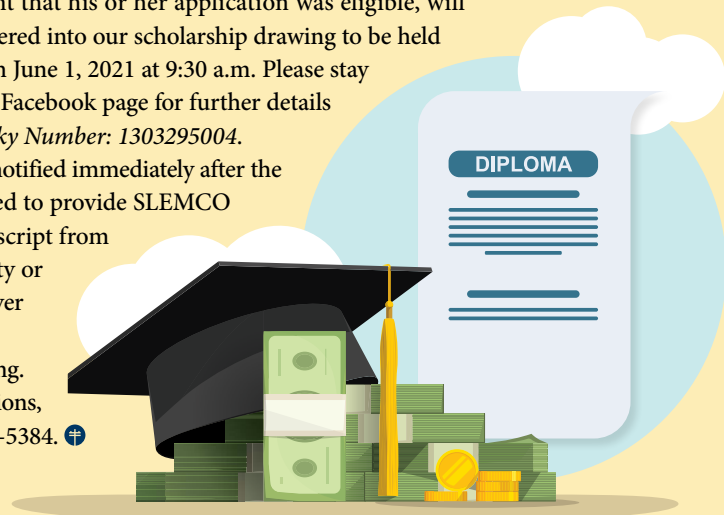 nt that his or her application was eligible, will
ered into our scholarship drawing to be held
n June 1, 2021 at 9:30 a.m. Please stay
Facebook page for further details
ky Number: 1303295004.
notified immediately after the
ed to provide SLEMCO
script from
ty or
ver
ng.
ions,
-5384.
DIPLOMA